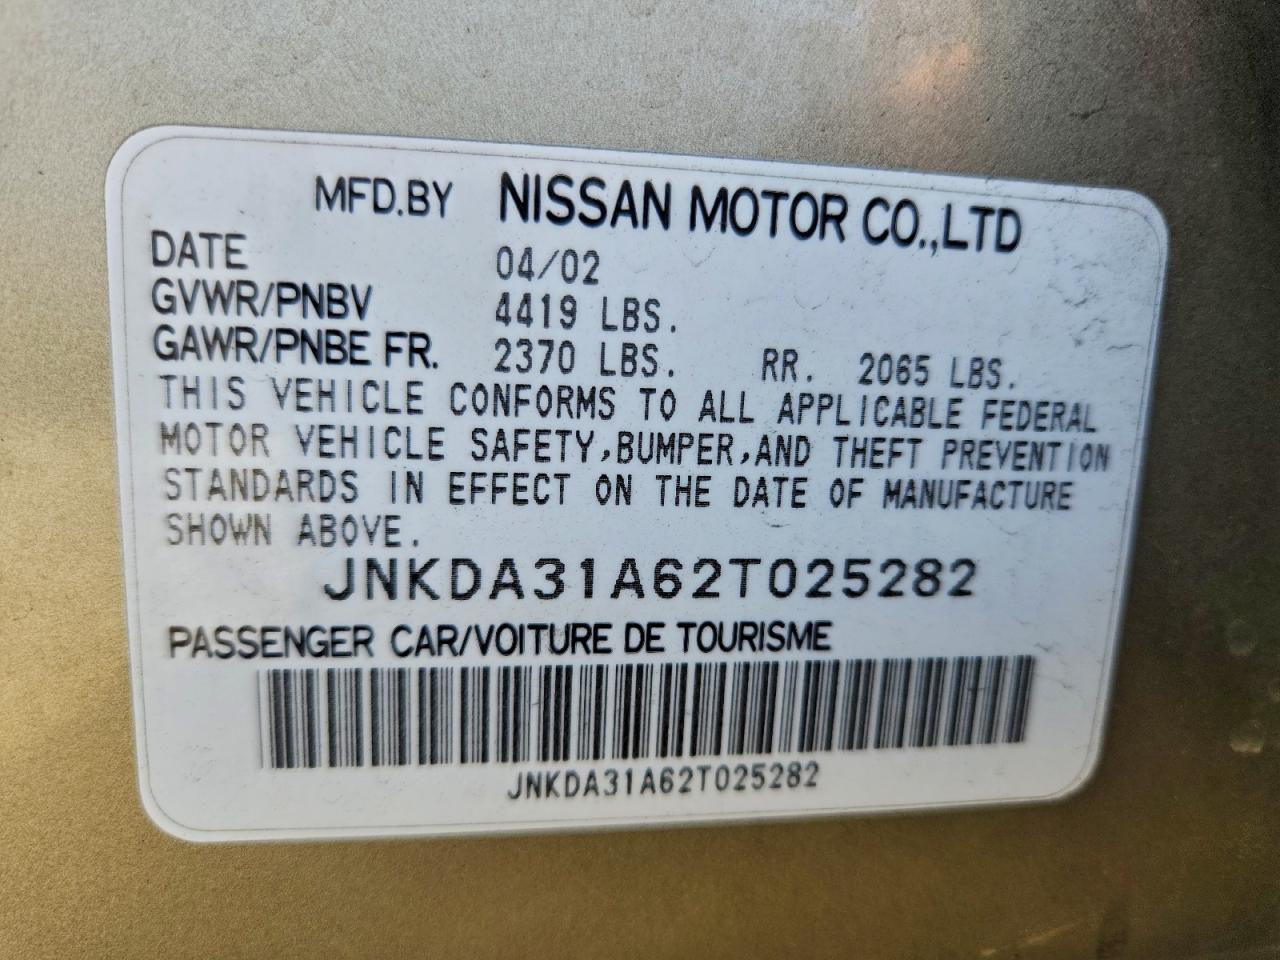 MFD.BY NISSAN MOTOR CO.,LTD
DATE 04/02
GVWR/PNBV 4419 LBS.
GAWR/PNBE FR. 2370 LBS. RR. 2065 LBS.
THIS VEHICLE CONFORMS TO ALL APPLICABLE FEDERAL
MOTOR VEHICLE SAFETY,BUMPER,AND THEFT PREVENTION
STANDARDS IN EFFECT ON THE DATE OF MANUFACTURE
SHOWN ABOVE.
JNKDA31A62T025282
PASSENGER CAR/VOITURE DE TOURISME
JNKDA31A62T025282